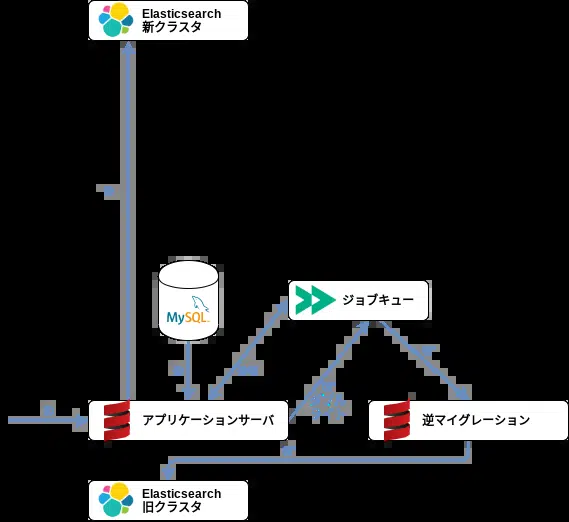 Elasticsearch
新クラスタ
MySQL
ジョブキュー
アプリケーションサーバ
逆マイグレーション
Elasticsearch
旧クラスタ